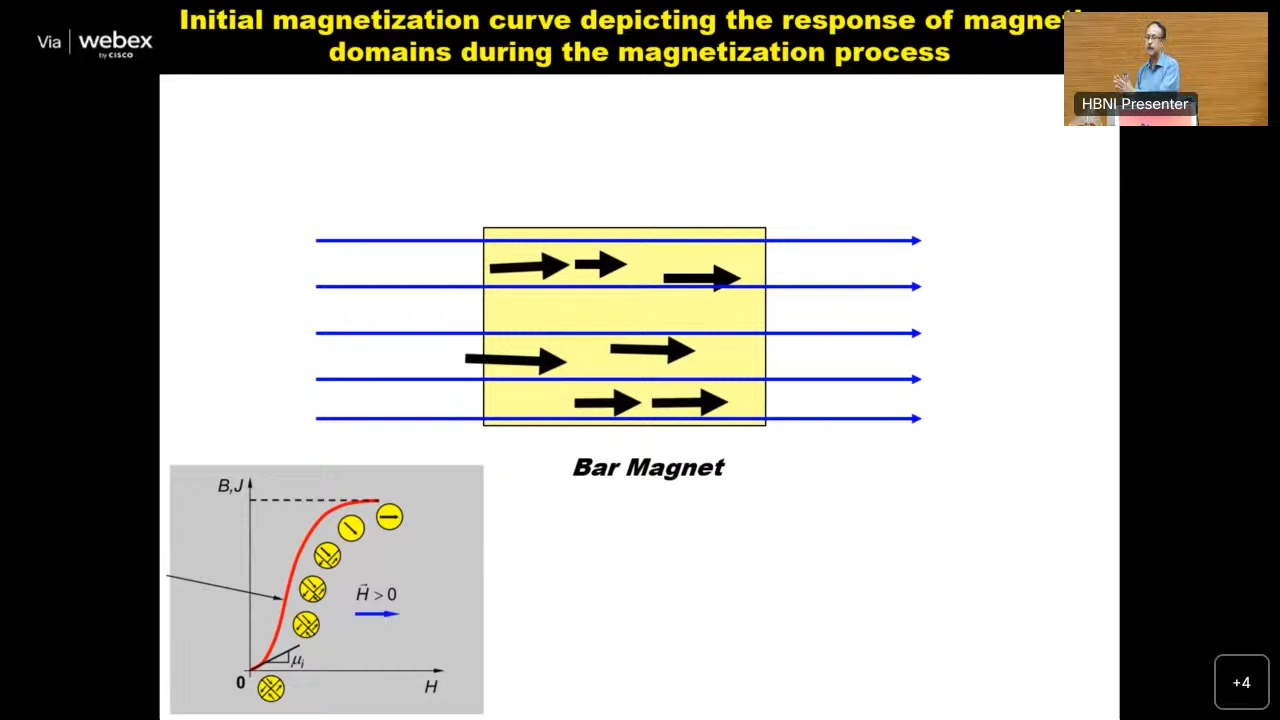 Initial magnetization curve depicting the response of
domains during the magnetization process
Via webex
by CISCO
HBNI Presenter
Bar Magnet
B,J
H⃗ > 0
μi
0
H
+4